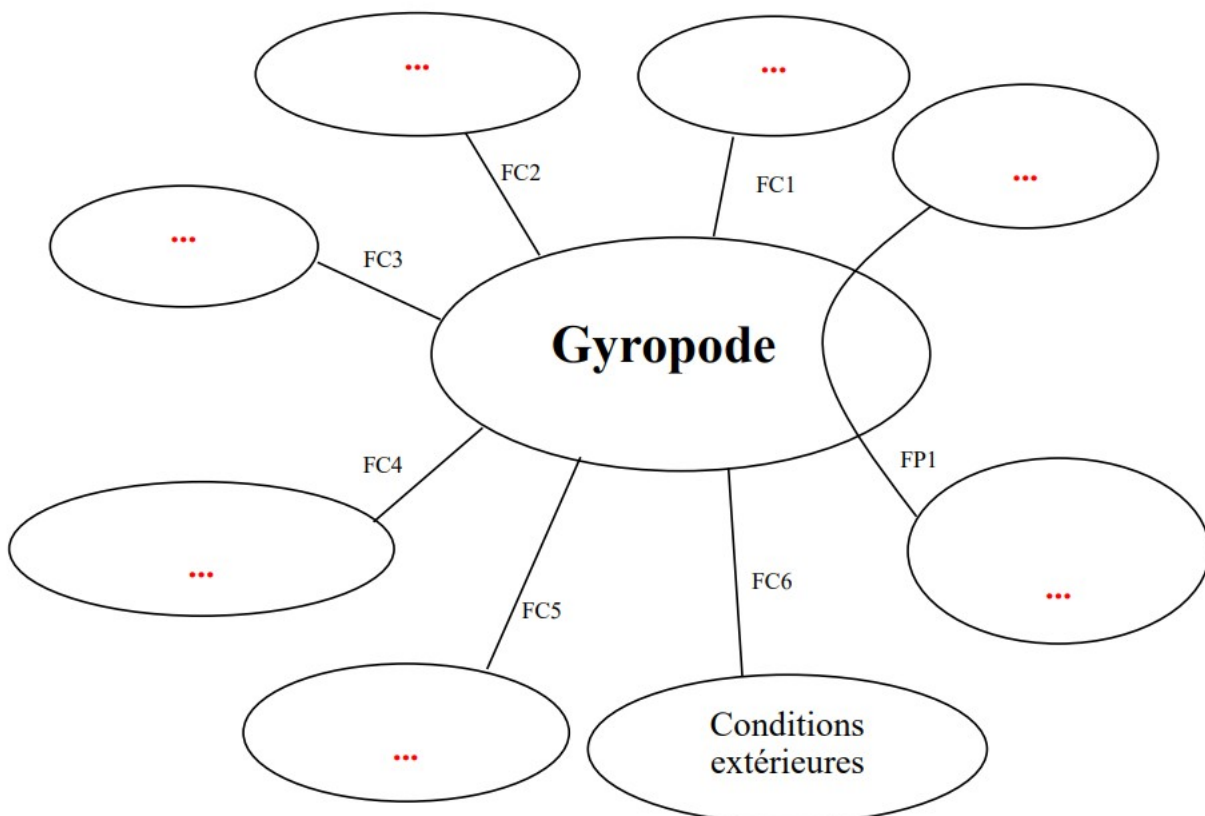 ...
...
...
FC2
FC1
...
FC3
Gyropode
FC4
FP1
...
FC6
...
FC5
Conditions
extérieures
...